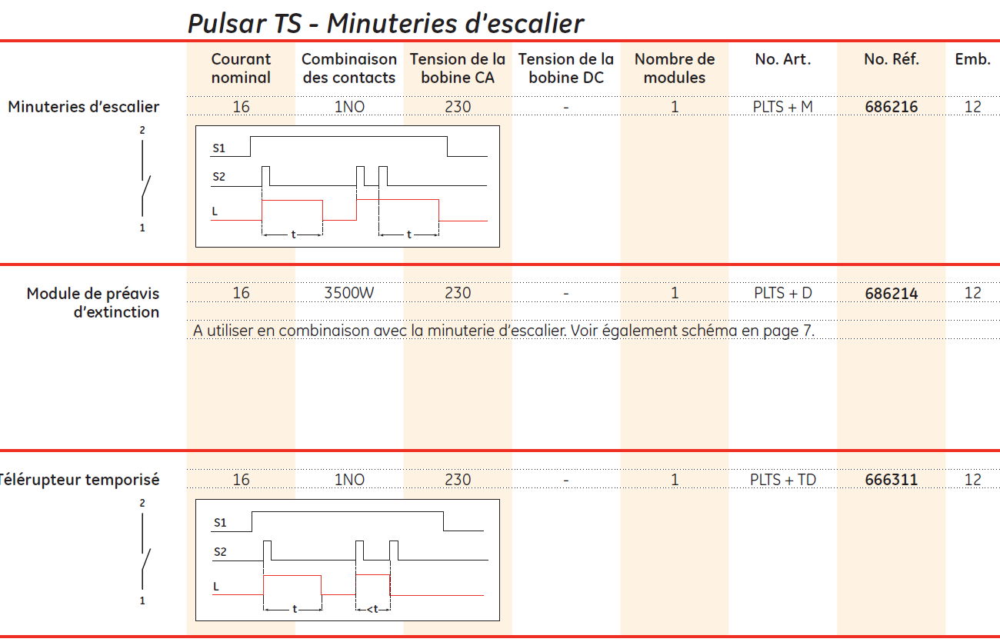 Pulsar TS - Minuteries d'escalier
Courant nominal Combinaison des contacts Tension de la bobine CA Tension de la bobine DC Nombre de modules No. Art. No. Réf. Emb.
Minuteries d'escalier 16 1NO 230 - 1 PLTS + M 686216 12
2
1
S1
S2
L
t t
Module de préavis d'extinction 16 3500W 230 - 1 PLTS + D 686214 12
A utiliser en combinaison avec la minuterie d'escalier. Voir également schéma en page 7.
Télérupteur temporisé 16 1NO 230 - 1 PLTS + TD 666311 12
2
1
S1
S2
L
t <t